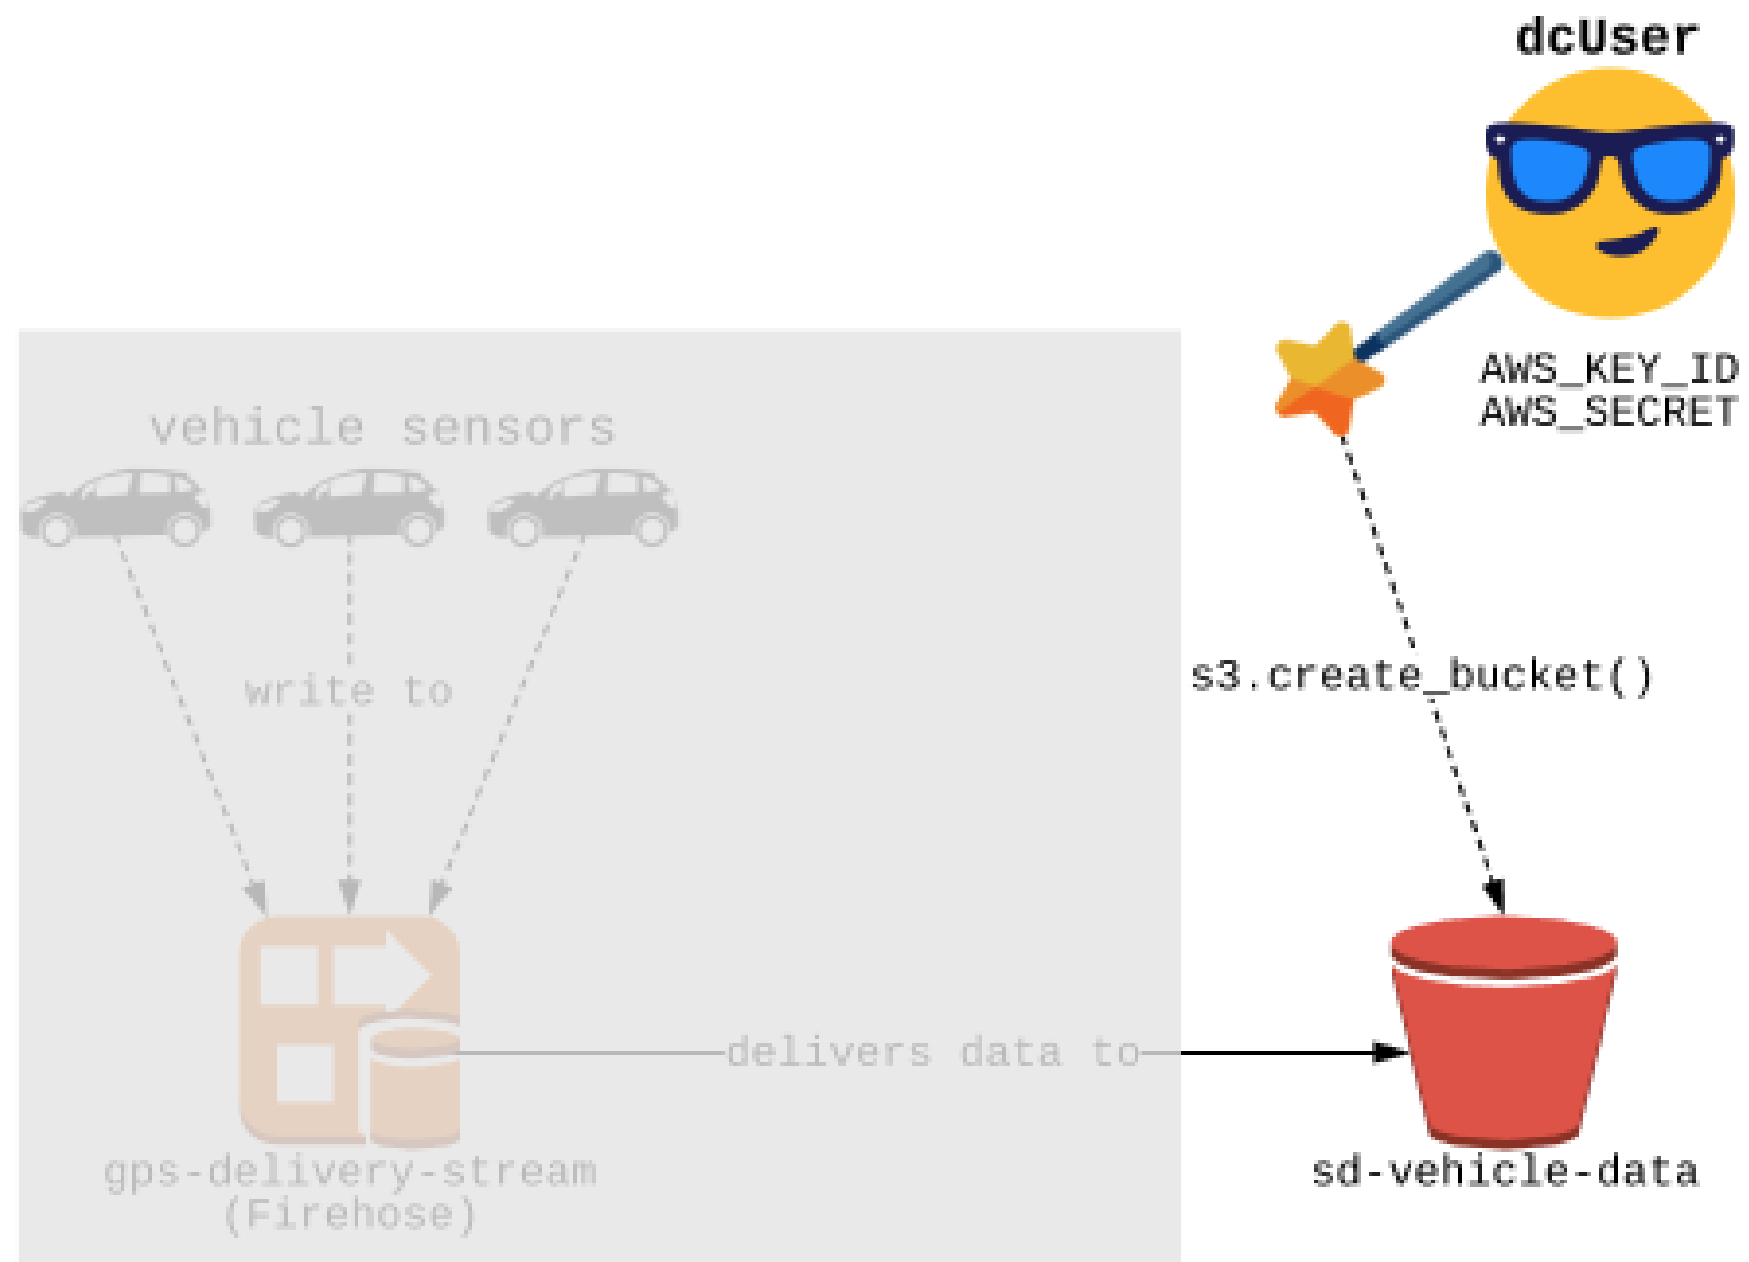 dcUser
AWS_KEY_ID
AWS_SECRET
vehicle sensors
write to
s3.create_bucket()
delivers data to
gps-delivery-stream
(Firehose)
sd-vehicle-data